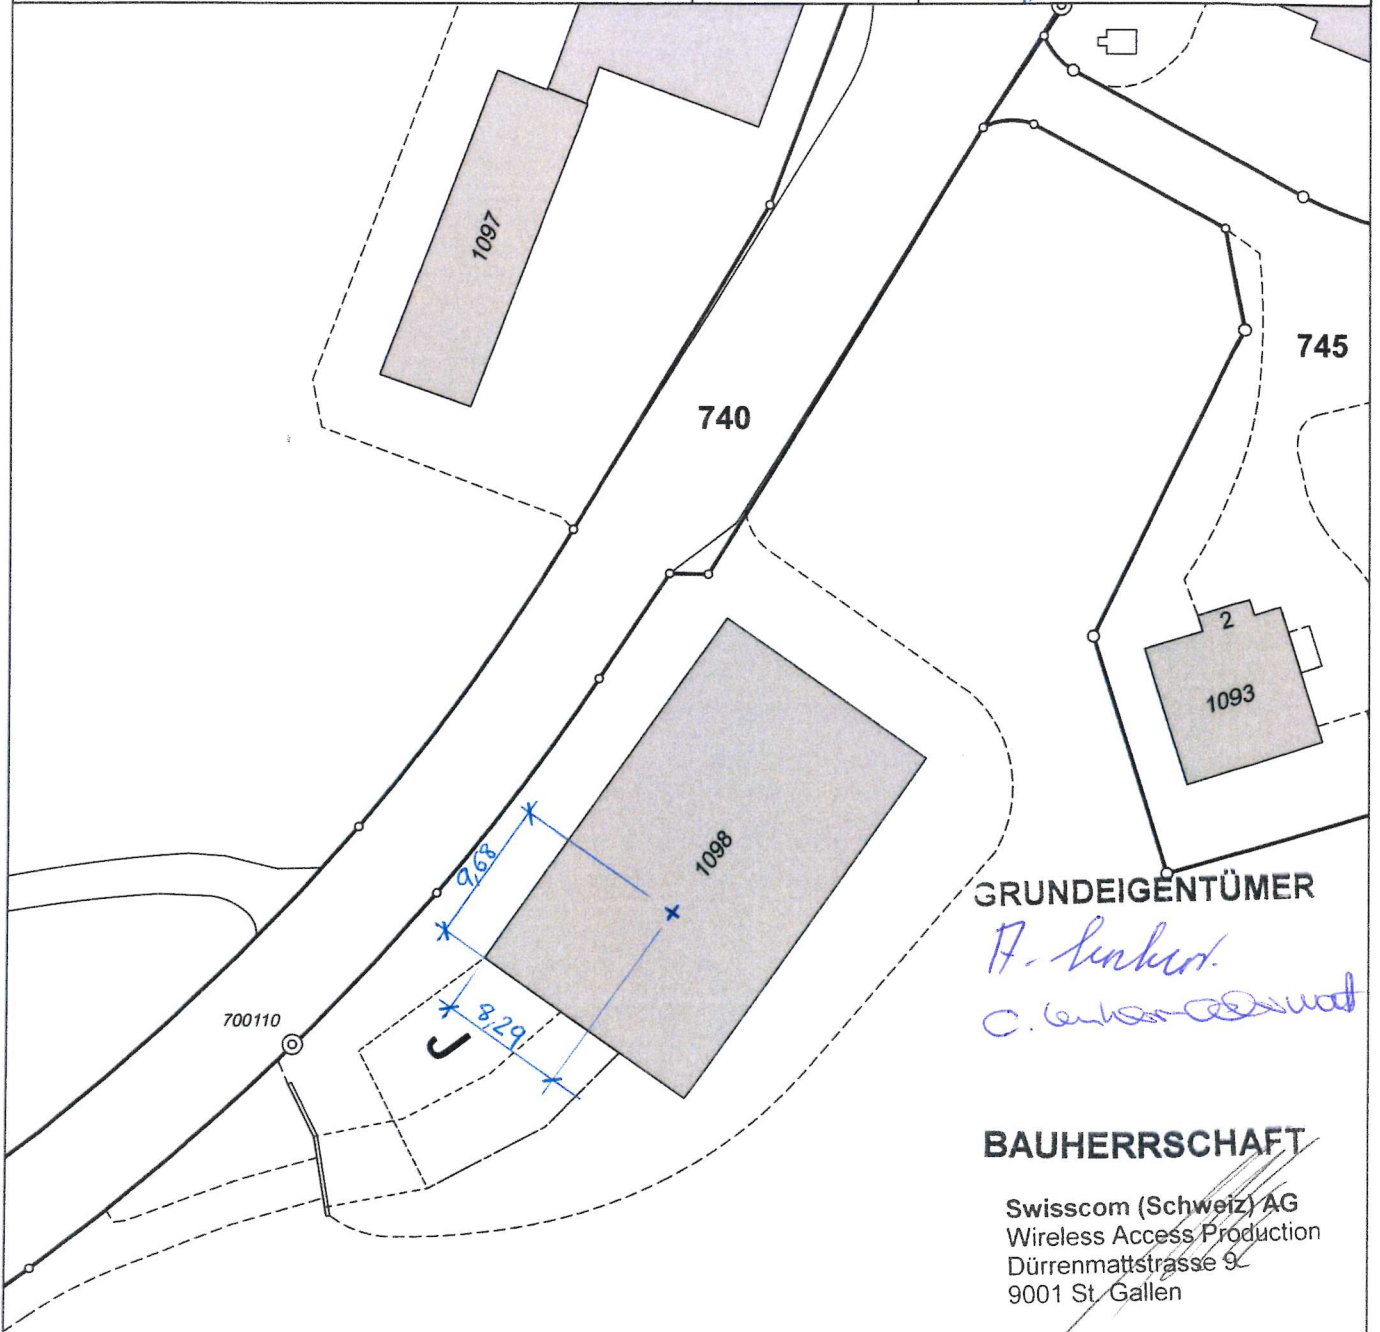 1097
740
745
2
1093
1098
9,68
GRUNDEIGENTÜMER
700110
8,29
BAUHERRSCHAFT
Swisscom (Schweiz) AG
Wireless Access Production
Dürrenmattstrasse 9
9001 St. Gallen